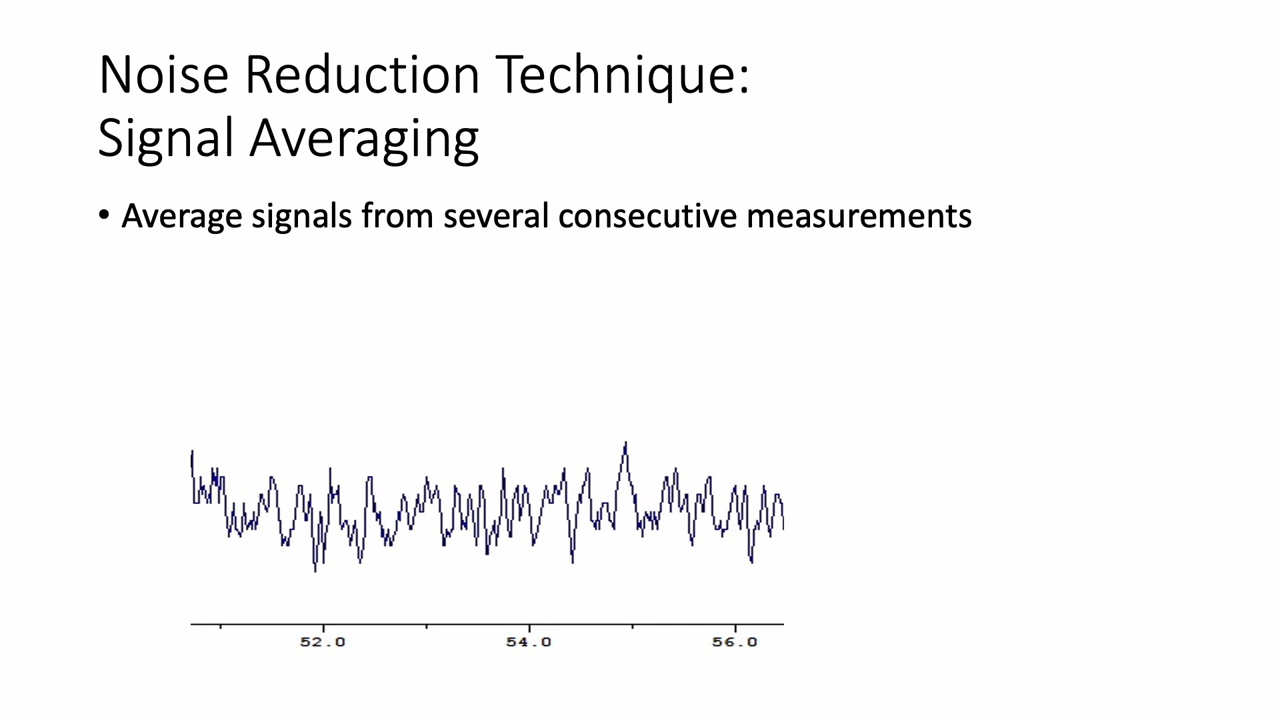 Noise Reduction Technique:
Signal Averaging
• Average signals from several consecutive measurements
52.0 54.0 56.0